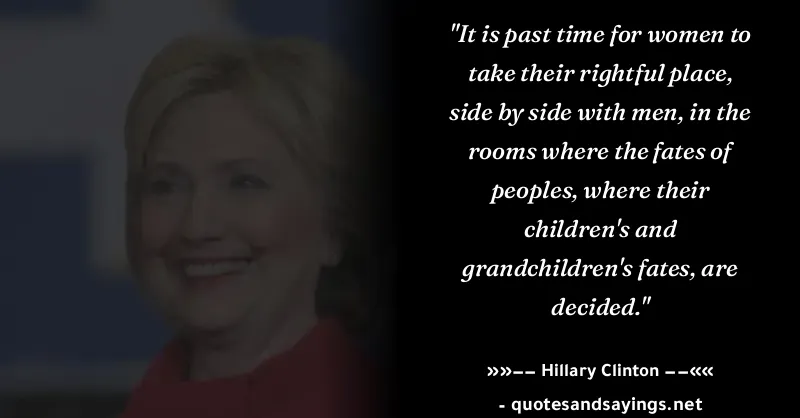 "It is past time for women to
take their rightful place,
side by side with men, in the
rooms where the fates of
peoples, where their
children's and
grandchildren's fates, are
decided."
»»–– Hillary Clinton ––««
- quotesandsayings.net